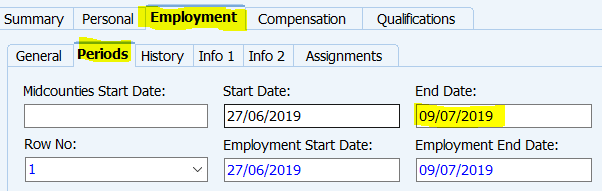 Summary Personal Employment Compensation Qualifications
General Periods History Info 1 Info 2 Assignments
Midcounties Start Date: Start Date: End Date:
27/06/2019 09/07/2019
Row No: Employment Start Date: Employment End Date:
1 27/06/2019 09/07/2019